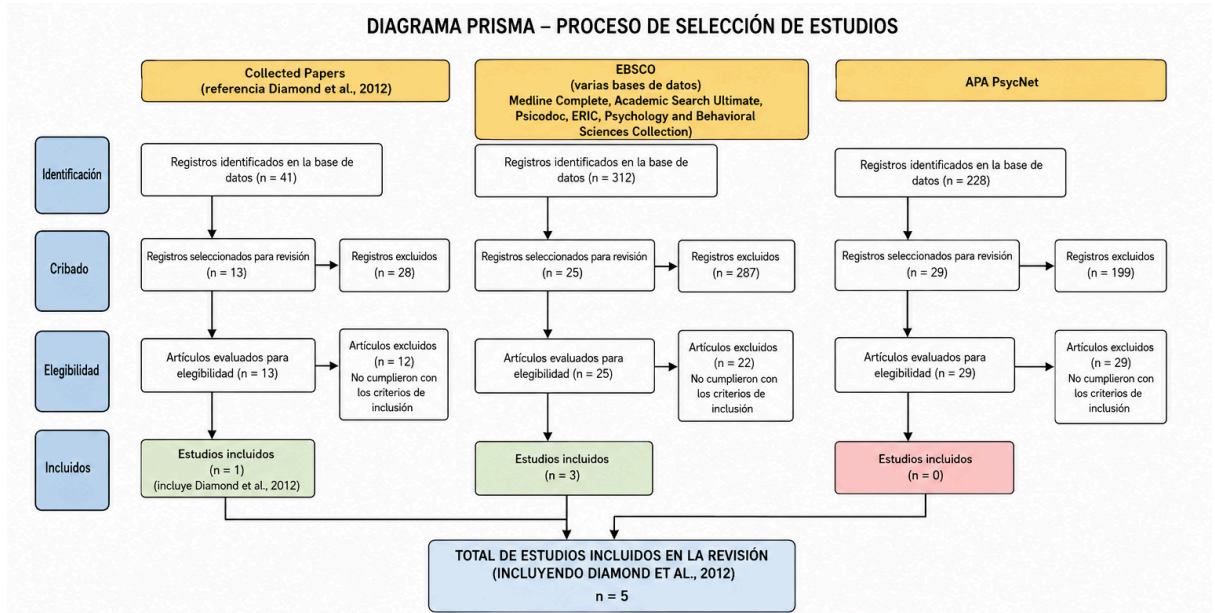 DIAGRAMA PRISMA – PROCESO DE SELECCIÓN DE ESTUDIOS
Collected Papers
(referencia Diamond et al., 2012)
EBSCO
(varias bases de datos)
Medline Complete, Academic Search Ultimate,
Psicodoc, ERIC, Psychology and Behavioral
Sciences Collection)
APA PsycNet
Identificación
Registros identificados en la base de
datos (n = 41)
Registros identificados en la base de
datos (n = 312)
Registros identificados en la base de
datos (n = 228)
Cribado
Registros seleccionados para revisión
(n = 13)
Registros excluidos
(n = 28)
Registros seleccionados para revisión
(n = 25)
Registros excluidos
(n = 287)
Registros seleccionados para revisión
(n = 29)
Registros excluidos
(n = 199)
Elegibilidad
Artículos evaluados para
elegibilidad (n = 13)
Artículos excluidos
(n = 12)
No cumplieron con
los criterios de
inclusión
Artículos evaluados para
elegibilidad (n = 25)
Artículos excluidos
(n = 22)
No cumplieron con
los criterios de
inclusión
Artículos evaluados para
elegibilidad (n = 29)
Artículos excluidos
(n = 29)
No cumplieron con
los criterios de
inclusión
Incluidos
Estudios incluidos
(n = 1)
(incluye Diamond et al., 2012)
Estudios incluidos
(n = 3)
Estudios incluidos
(n = 0)
TOTAL DE ESTUDIOS INCLUIDOS EN LA REVISIÓN
(INCLUYENDO DIAMOND ET AL., 2012)
n = 5